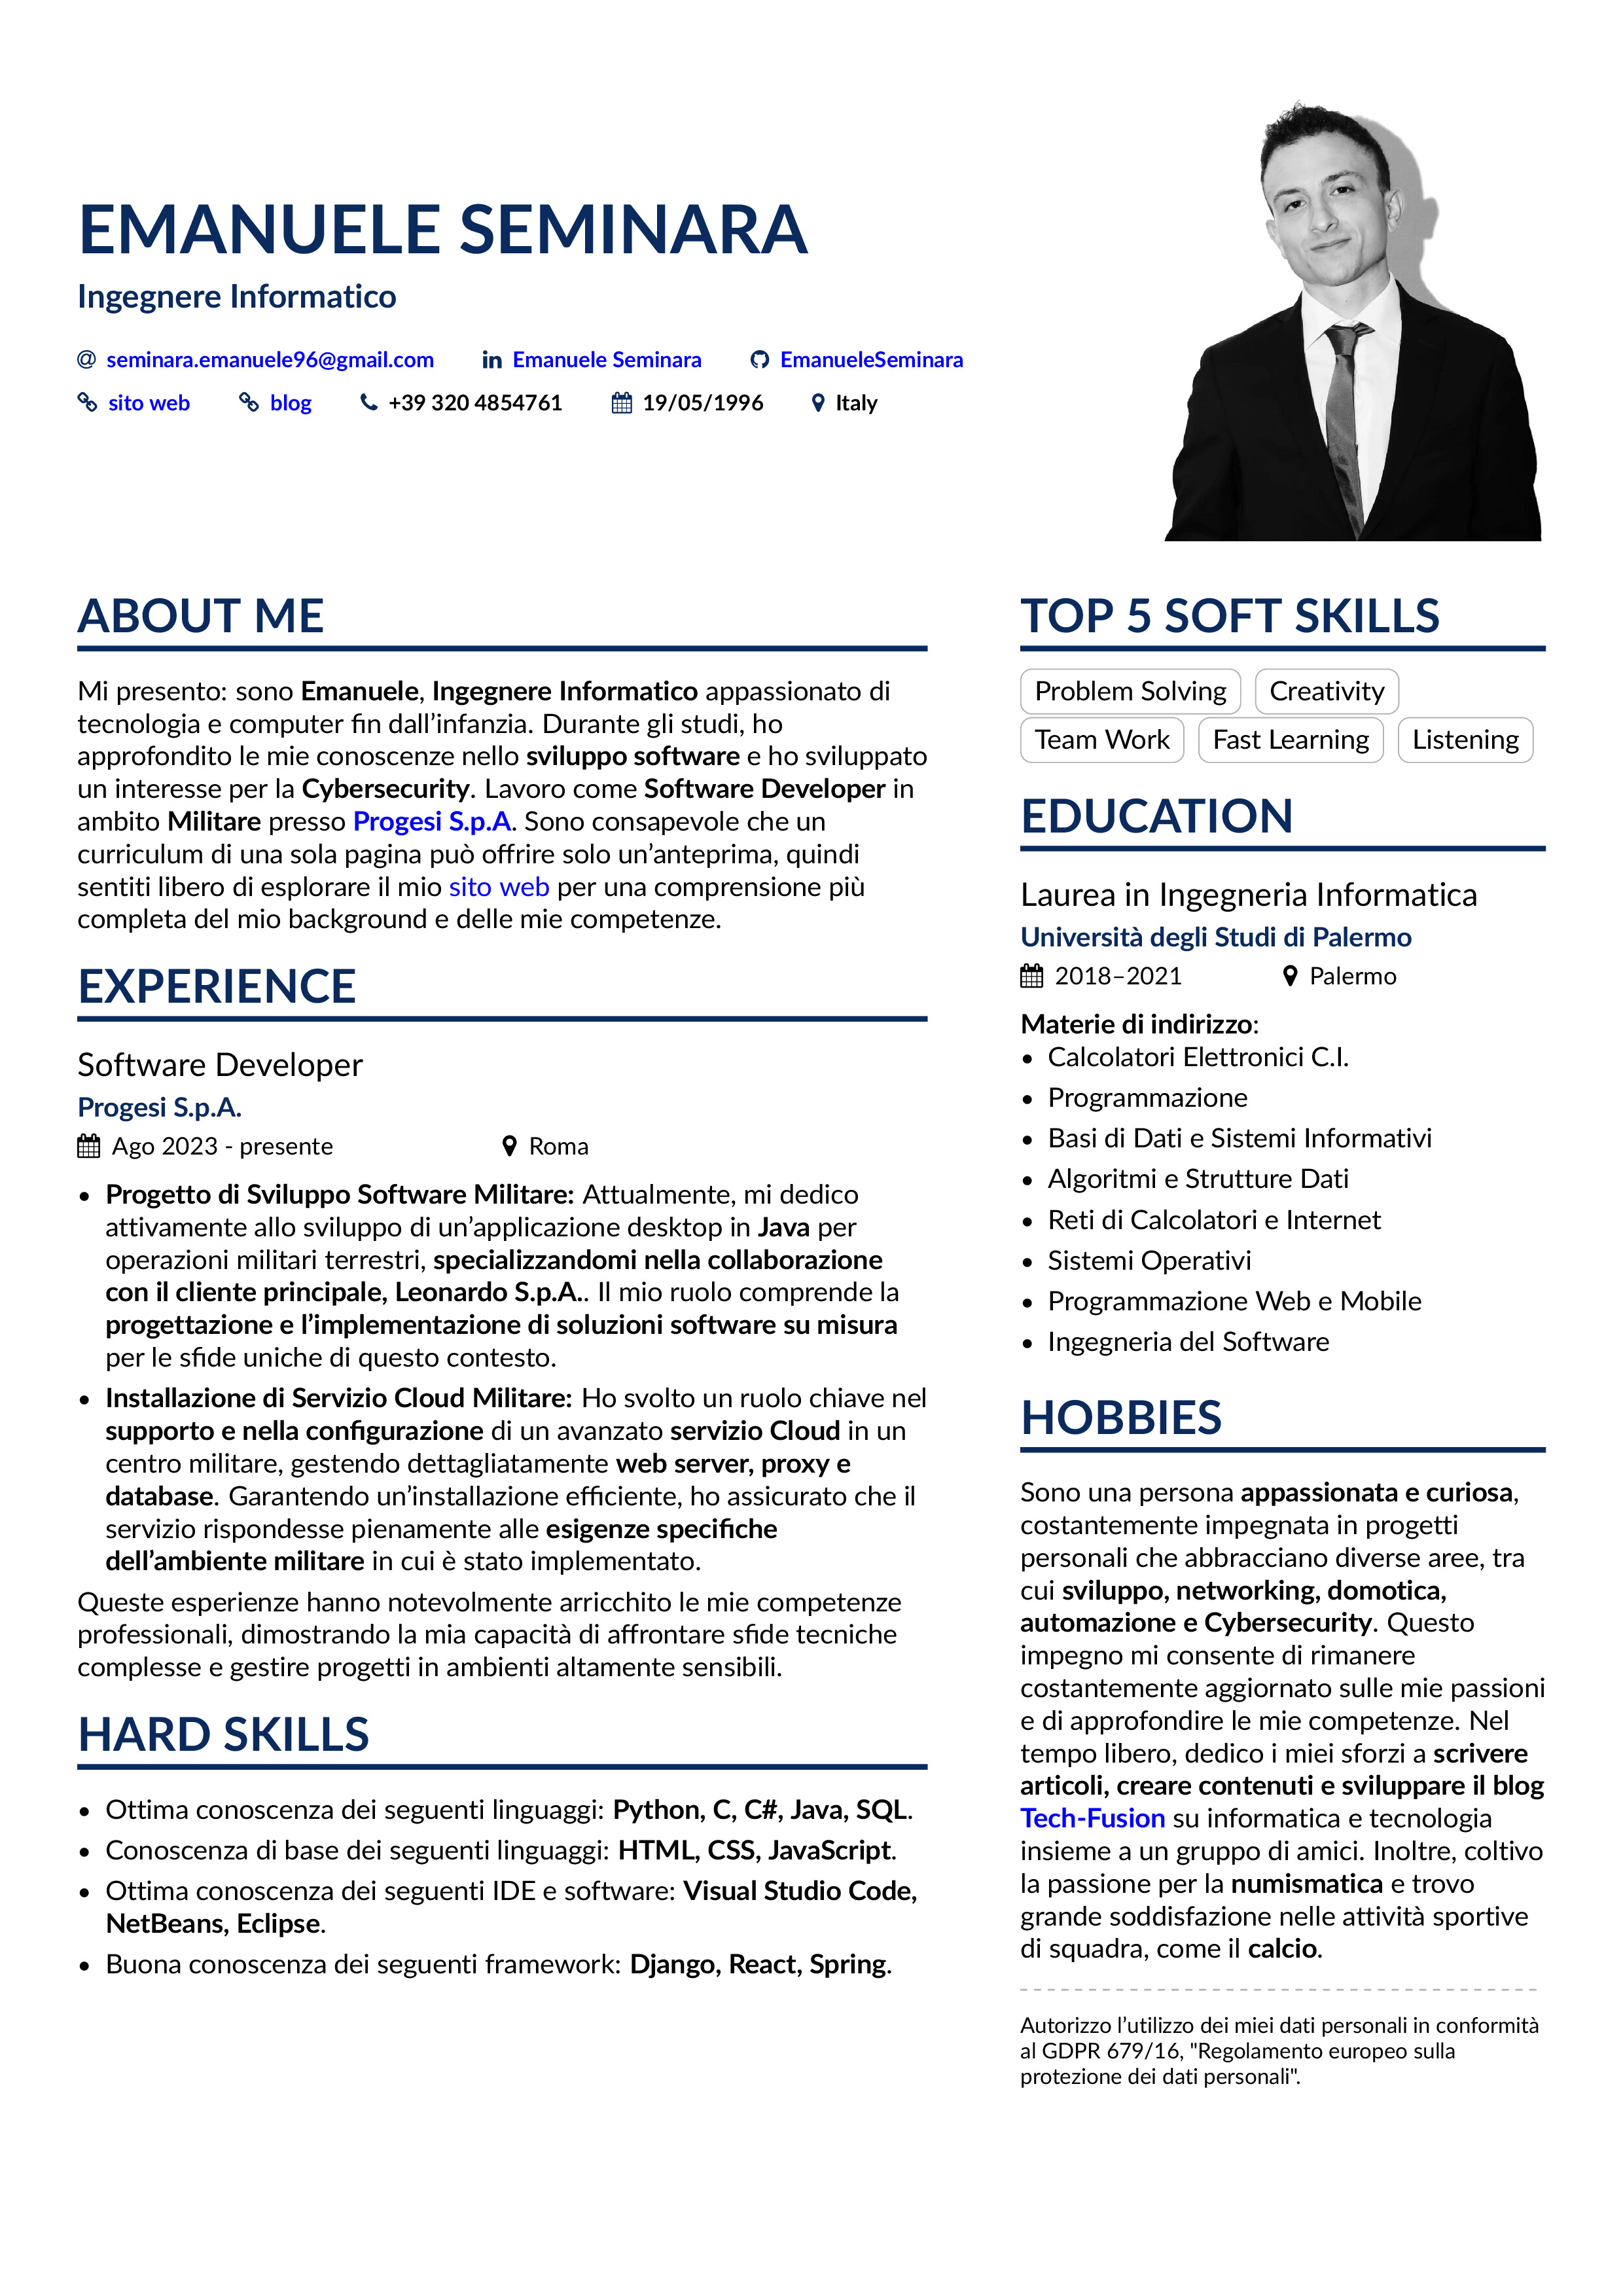 EMANUELE SEMINARA
Ingegnere Informatico
@ seminara.emanuele96@gmail.com in Emanuele Seminara EmanueleSeminara
sito web blog +39 320 4854761 19/05/1996 Italy
ABOUT ME
Mi presento: sono Emanuele, Ingegnere Informatico appassionato di
tecnologia e computer fin dall’infanzia. Durante gli studi, ho
approfondito le mie conoscenze nello sviluppo software e ho sviluppato
un interesse per la Cybersecurity. Lavoro come Software Developer in
ambito Militare presso Progesi S.p.A. Sono consapevole che un
curriculum di una sola pagina può offrire solo un’anteprima, quindi
sentiti libero di esplorare il mio sito web per una comprensione più
completa del mio background e delle mie competenze.
EXPERIENCE
Software Developer
Progesi S.p.A.
Ago 2023 - presente Roma
• Progetto di Sviluppo Software Militare: Attualmente, mi dedico
attivamente allo sviluppo di un’applicazione desktop in Java per
operazioni militari terrestri, specializzandomi nella collaborazione
con il cliente principale, Leonardo S.p.A.. Il mio ruolo comprende la
progettazione e l’implementazione di soluzioni software su misura
per le sfide uniche di questo contesto.
• Installazione di Servizio Cloud Militare: Ho svolto un ruolo chiave nel
supporto e nella configurazione di un avanzato servizio Cloud in un
centro militare, gestendo dettagliatamente web server, proxy e
database. Garantendo un’installazione efficiente, ho assicurato che il
servizio rispondesse pienamente alle esigenze specifiche
dell’ambiente militare in cui è stato implementato.
Queste esperienze hanno notevolmente arricchito le mie competenze
professionali, dimostrando la mia capacità di affrontare sfide tecniche
complesse e gestire progetti in ambienti altamente sensibili.
HARD SKILLS
• Ottima conoscenza dei seguenti linguaggi: Python, C, C#, Java, SQL.
• Conoscenza di base dei seguenti linguaggi: HTML, CSS, JavaScript.
• Ottima conoscenza dei seguenti IDE e software: Visual Studio Code,
NetBeans, Eclipse.
• Buona conoscenza dei seguenti framework: Django, React, Spring.
TOP 5 SOFT SKILLS
Problem Solving Creativity
Team Work Fast Learning Listening
EDUCATION
Laurea in Ingegneria Informatica
Università degli Studi di Palermo
2018–2021 Palermo
Materie di indirizzo:
• Calcolatori Elettronici C.I.
• Programmazione
• Basi di Dati e Sistemi Informativi
• Algoritmi e Strutture Dati
• Reti di Calcolatori e Internet
• Sistemi Operativi
• Programmazione Web e Mobile
• Ingegneria del Software
HOBBIES
Sono una persona appassionata e curiosa,
costantemente impegnata in progetti
personali che abbracciano diverse aree, tra
cui sviluppo, networking, domotica,
automazione e Cybersecurity. Questo
impegno mi consente di rimanere
costantemente aggiornato sulle mie passioni
e di approfondire le mie competenze. Nel
tempo libero, dedico i miei sforzi a scrivere
articoli, creare contenuti e sviluppare il blog
Tech-Fusion su informatica e tecnologia
insieme a un gruppo di amici. Inoltre, coltivo
la passione per la numismatica e trovo
grande soddisfazione nelle attività sportive
di squadra, come il calcio.
Autorizzo l’utilizzo dei miei dati personali in conformità
al GDPR 679/16, "Regolamento europeo sulla
protezione dei dati personali".